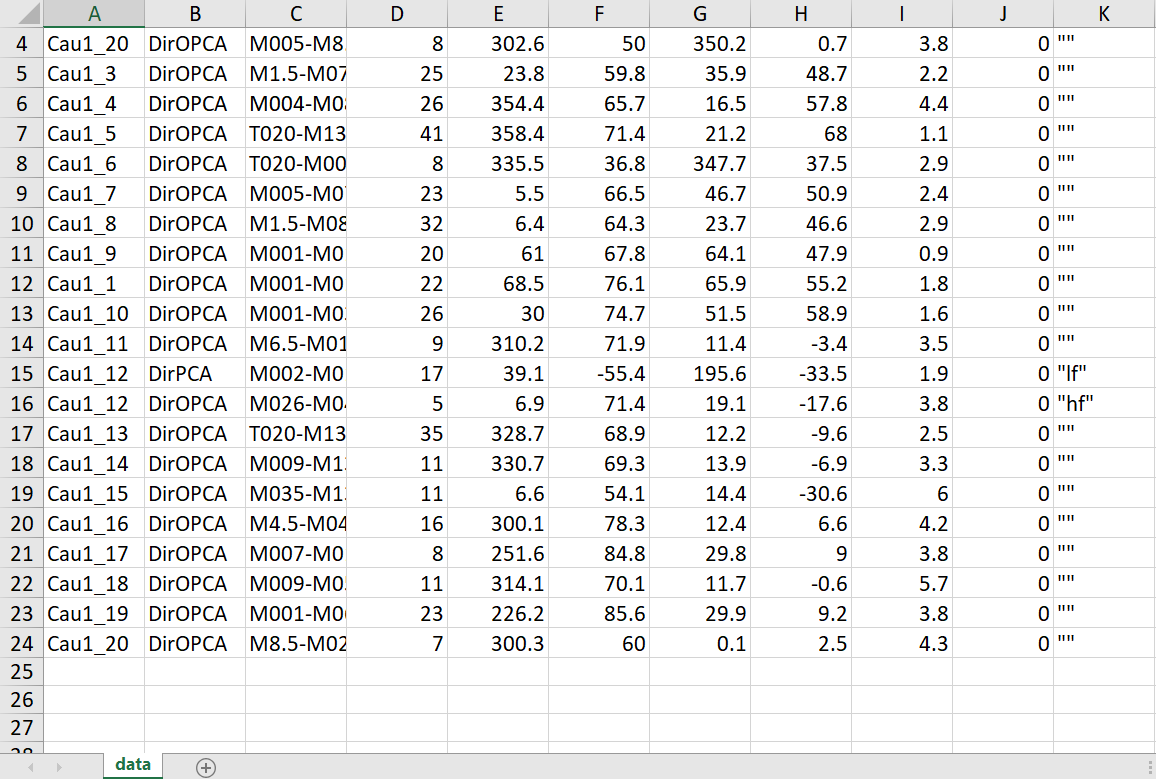 A B C D E F G H I J K
4 Cau1_20 DirOPCA M005-M8 8 302.6 50 350.2 0.7 3.8 0 ""
5 Cau1_3 DirOPCA M1.5-M07 25 23.8 59.8 35.9 48.7 2.2 0 ""
6 Cau1_4 DirOPCA M004-M0 26 354.4 65.7 16.5 57.8 4.4 0 ""
7 Cau1_5 DirOPCA T020-M13 41 358.4 71.4 21.2 68 1.1 0 ""
8 Cau1_6 DirOPCA T020-M00 8 335.5 36.8 347.7 37.5 2.9 0 ""
9 Cau1_7 DirOPCA M005-M0 23 5.5 66.5 46.7 50.9 2.4 0 ""
10 Cau1_8 DirOPCA M1.5-M08 32 6.4 64.3 23.7 46.6 2.9 0 ""
11 Cau1_9 DirOPCA M001-M0 20 61 67.8 64.1 47.9 0.9 0 ""
12 Cau1_1 DirOPCA M001-M0 22 68.5 76.1 65.9 55.2 1.8 0 ""
13 Cau1_10 DirOPCA M001-M0 26 30 74.7 51.5 58.9 1.6 0 ""
14 Cau1_11 DirOPCA M6.5-M01 9 310.2 71.9 11.4 -3.4 3.5 0 ""
15 Cau1_12 DirPCA M002-M0 17 39.1 -55.4 195.6 -33.5 1.9 0 "lf"
16 Cau1_12 DirOPCA M026-M0 5 6.9 71.4 19.1 -17.6 3.8 0 "hf"
17 Cau1_13 DirOPCA T020-M13 35 328.7 68.9 12.2 -9.6 2.5 0 ""
18 Cau1_14 DirOPCA M009-M1 11 330.7 69.3 13.9 -6.9 3.3 0 ""
19 Cau1_15 DirOPCA M035-M1 11 6.6 54.1 14.4 -30.6 6 0 ""
20 Cau1_16 DirOPCA M4.5-M04 16 300.1 78.3 12.4 6.6 4.2 0 ""
21 Cau1_17 DirOPCA M007-M0 8 251.6 84.8 29.8 9 3.8 0 ""
22 Cau1_18 DirOPCA M009-M0 11 314.1 70.1 11.7 -0.6 5.7 0 ""
23 Cau1_19 DirOPCA M001-M0 23 226.2 85.6 29.9 9.2 3.8 0 ""
24 Cau1_20 DirOPCA M8.5-M02 7 300.3 60 0.1 2.5 4.3 0 ""
25
26
27
data